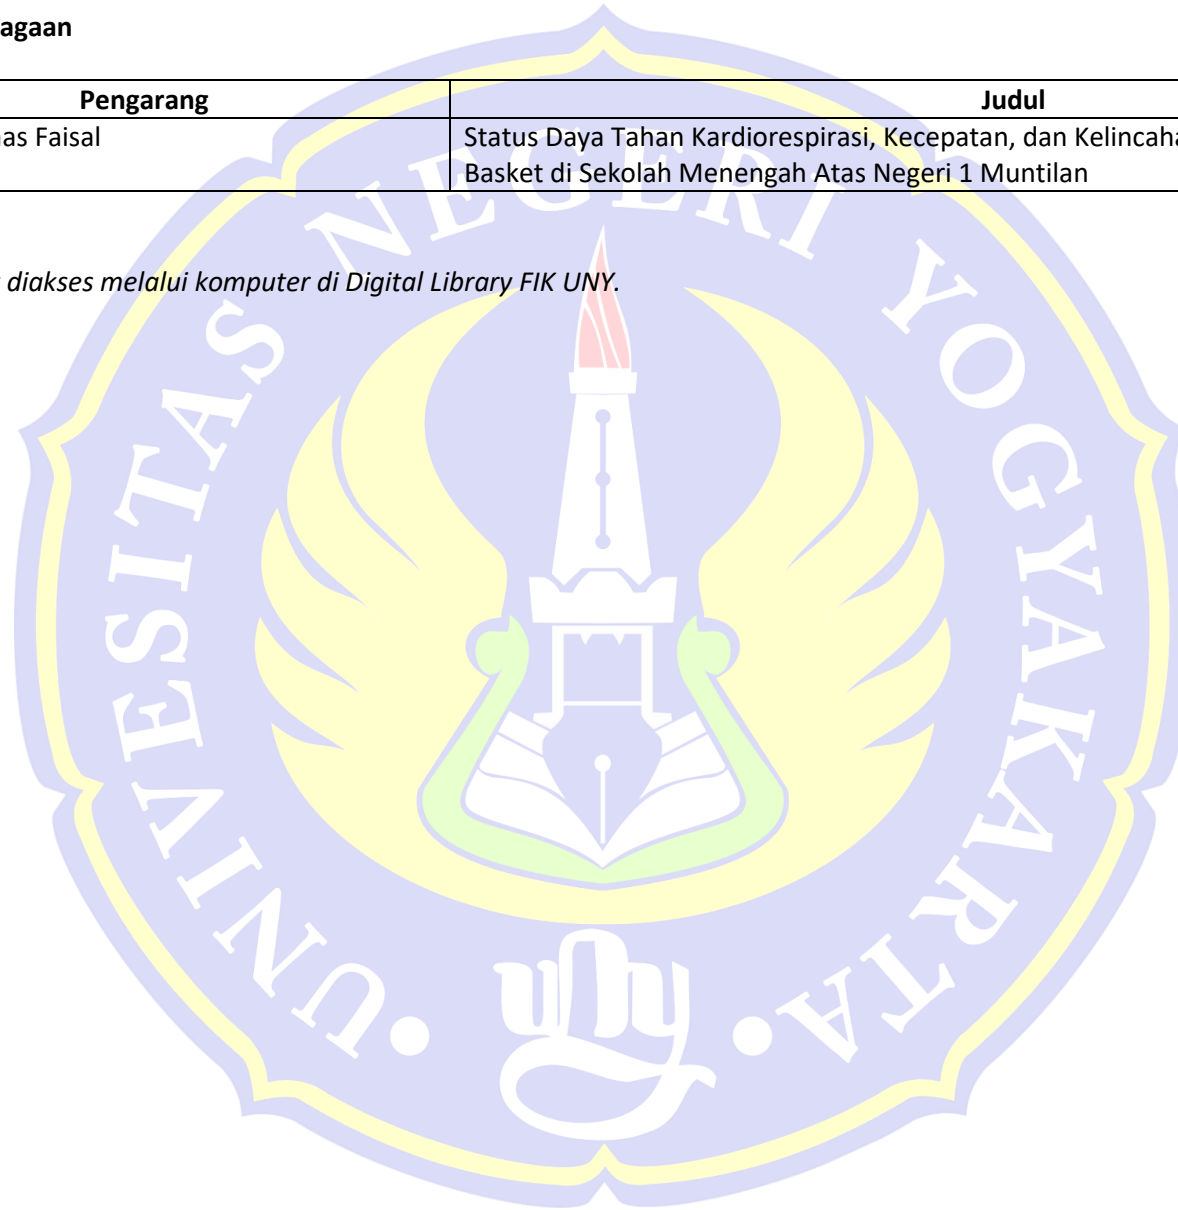 agaan
Pengarang
Judul
as Faisal
Status Daya Tahan Kardiorespirasi, Kecepatan, dan Kelincaha
Basket di Sekolah Menengah Atas Negeri 1 Muntilan
diakses melalui komputer di Digital Library FIK UNY.
UNIVESITAS NEGERI YOGYAKARTA
uny